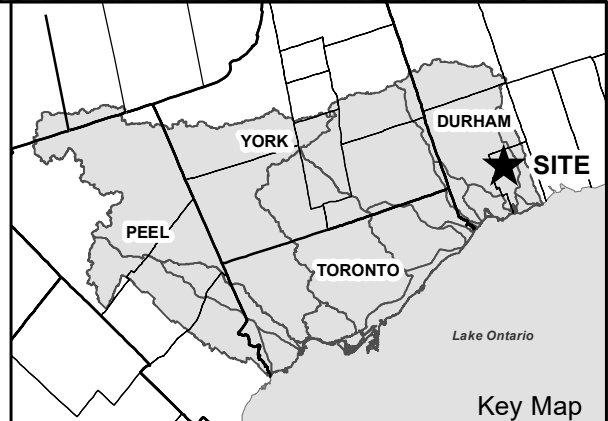 DURHAM
YORK
SITE
PEEL
TORONTO
Lake Ontario
Key Map